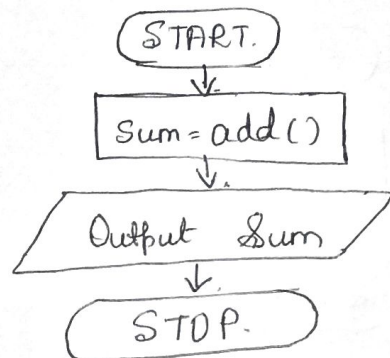 START.
Sum = add()
Output Sum
STOP.